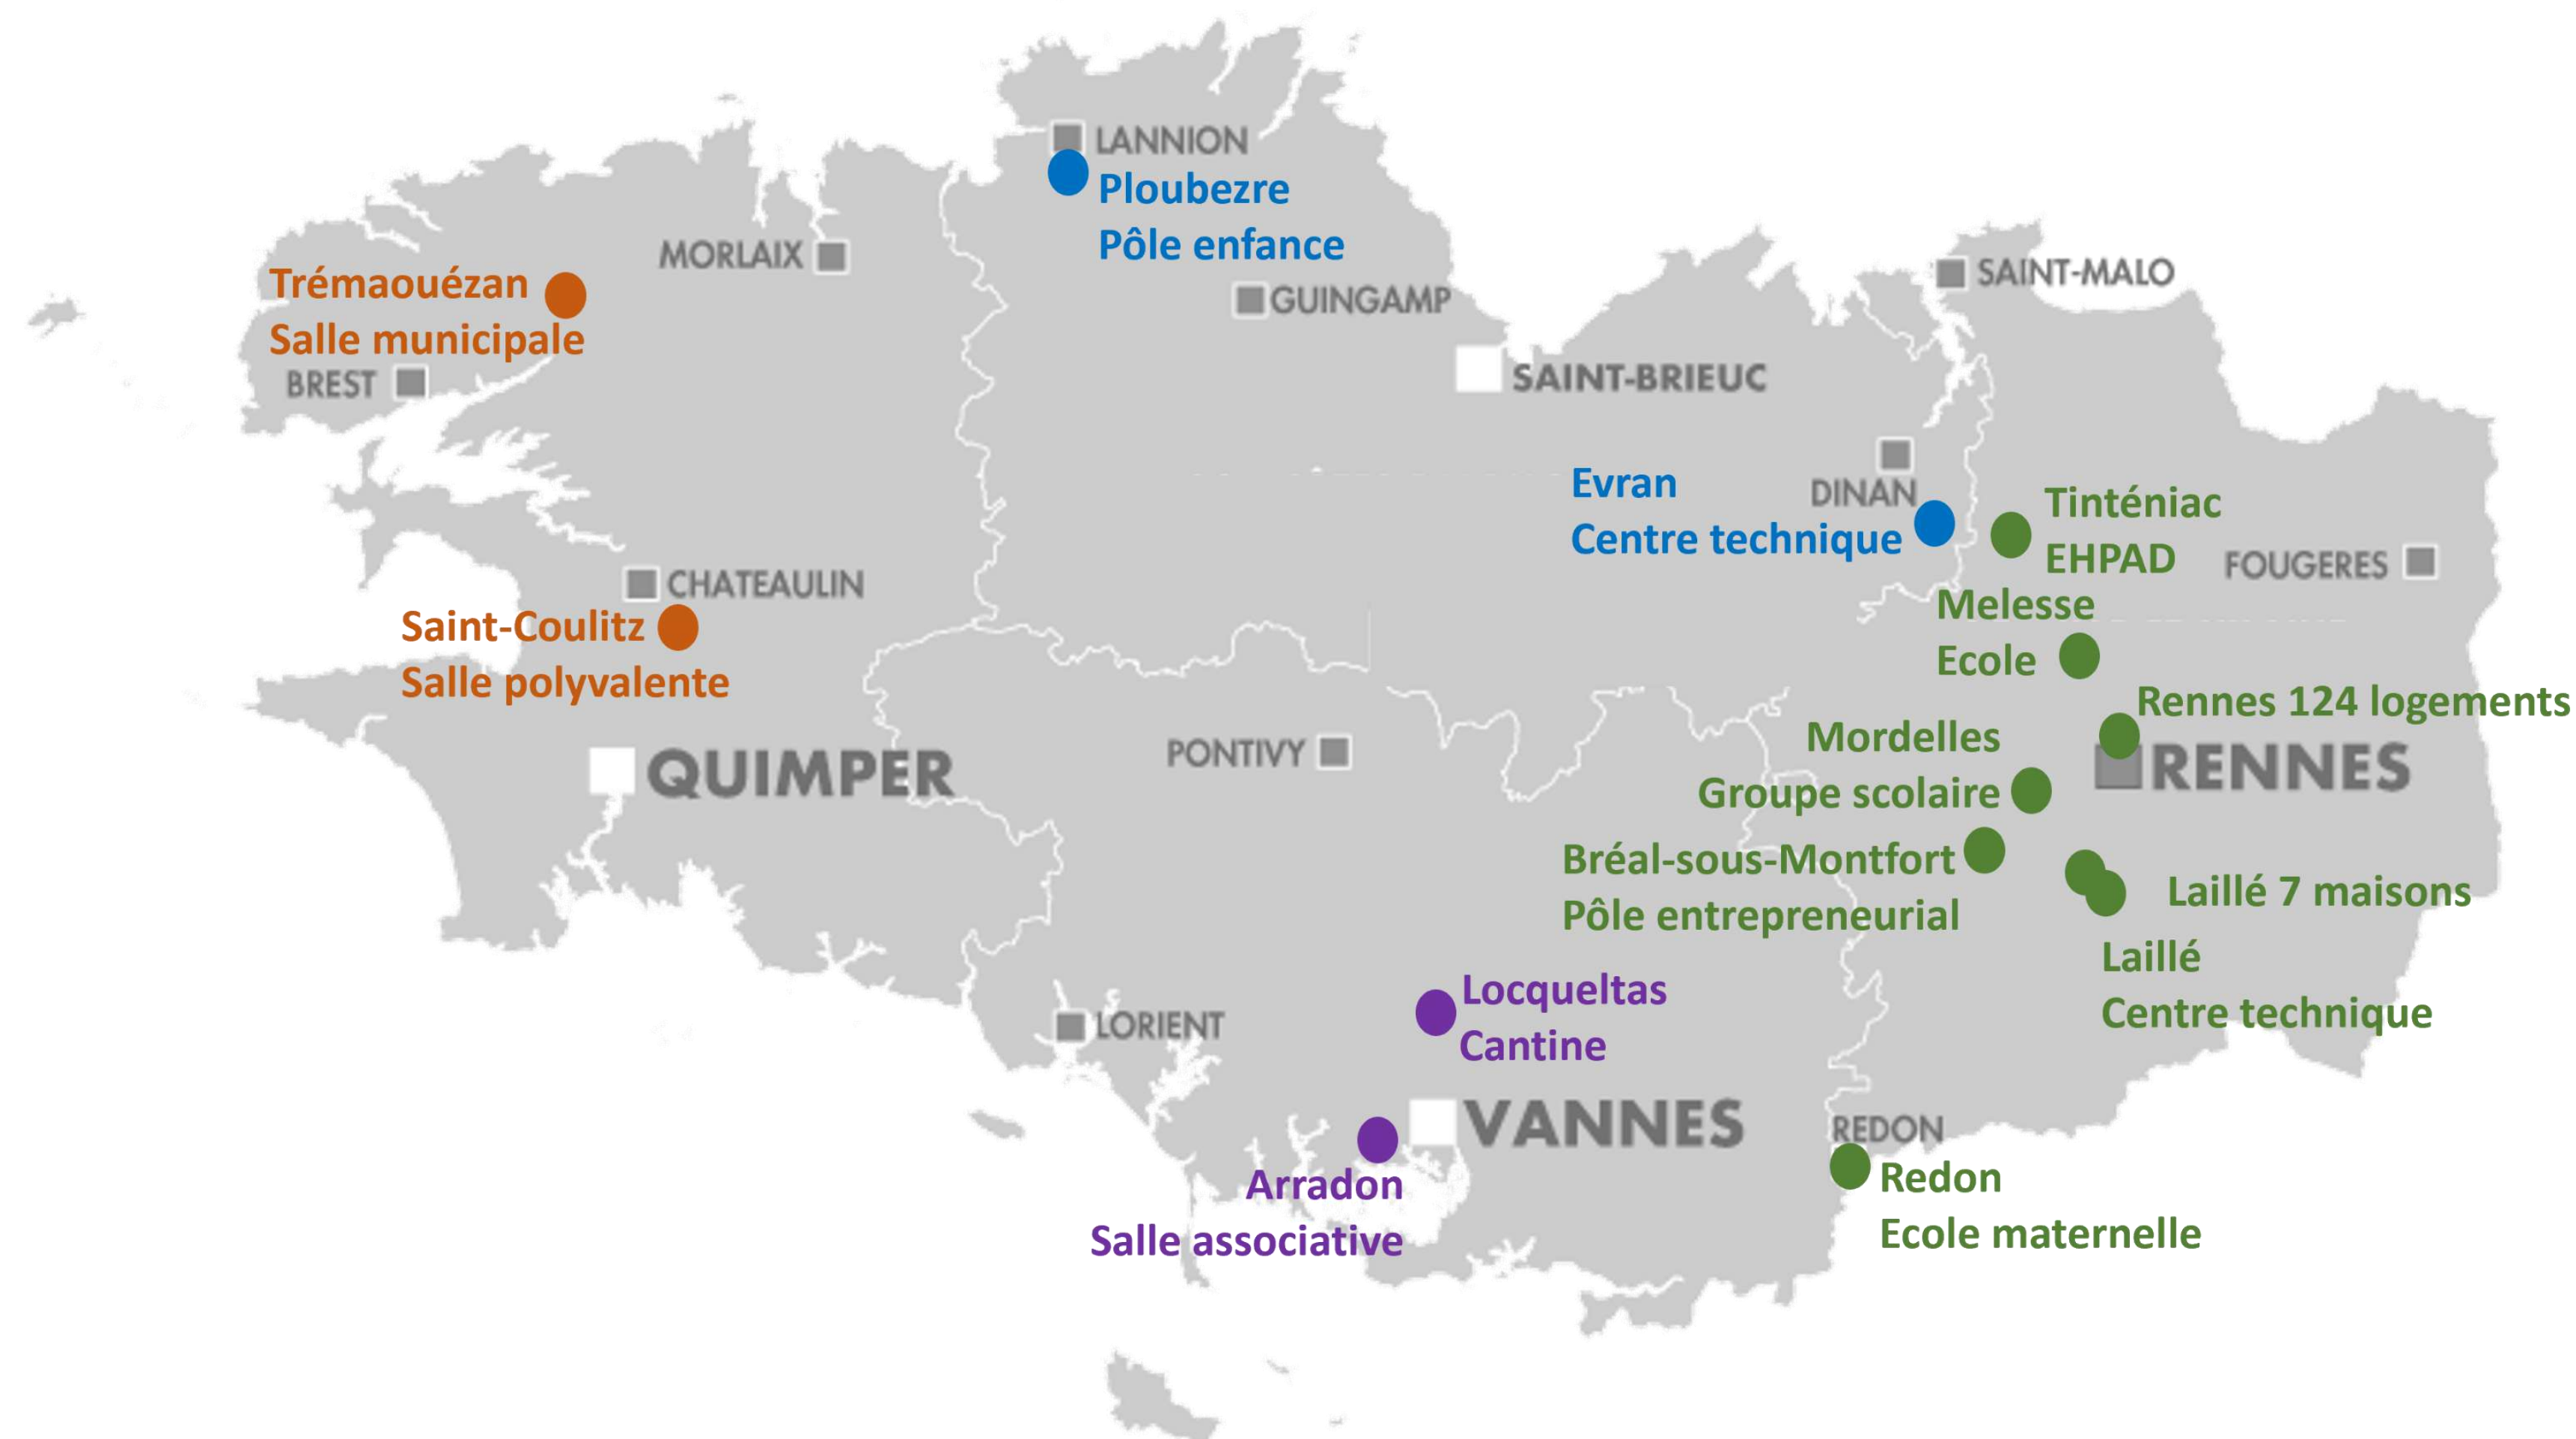 LANNION
Ploubezre
Pôle enfance
MORLAIX
Trémaouézan
Salle municipale
BREST
GUINGAMP
SAINT-MALO
SAINT-BRIEUC
Evran
Centre technique
DINAN
Tinténiac
EHPAD
FOUGERES
CHATEAULIN
Saint-Coulitz
Salle polyvalente
Melesse
Ecole
Rennes 124 logements
RENNES
QUIMPER
PONTIVY
Mordelles
Groupe scolaire
Bréal-sous-Montfort
Pôle entrepreneurial
Laillé 7 maisons
Laillé
Centre technique
Locqueltas
Cantine
LORIENT
VANNES
Arradon
Salle associative
REDON
Redon
Ecole maternelle